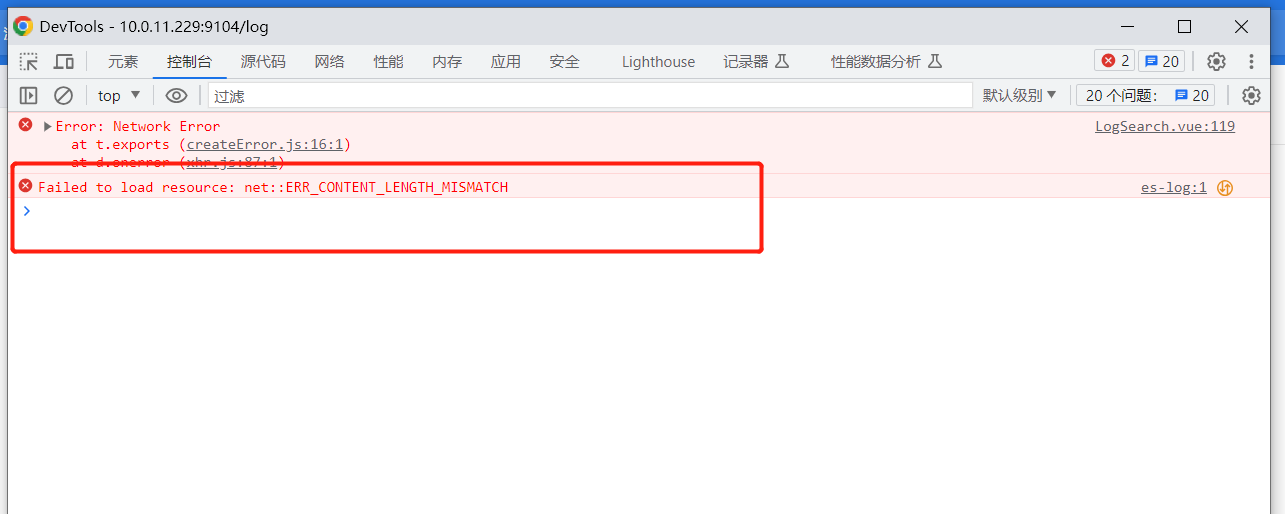 DevTools - 10.0.11.229:9104/log
元素 控制台 源代码 网络 性能 内存 应用 安全 Lighthouse 记录器 性能数据分析 2 20
top 过滤 默认级别 20 个问题: 20
Error: Network Error LogSearch.vue:119
at t.exports (createError.js:16:1)
at d.onerror (xhr.js:87:1)
Failed to load resource: net::ERR_CONTENT_LENGTH_MISMATCH es-log:1